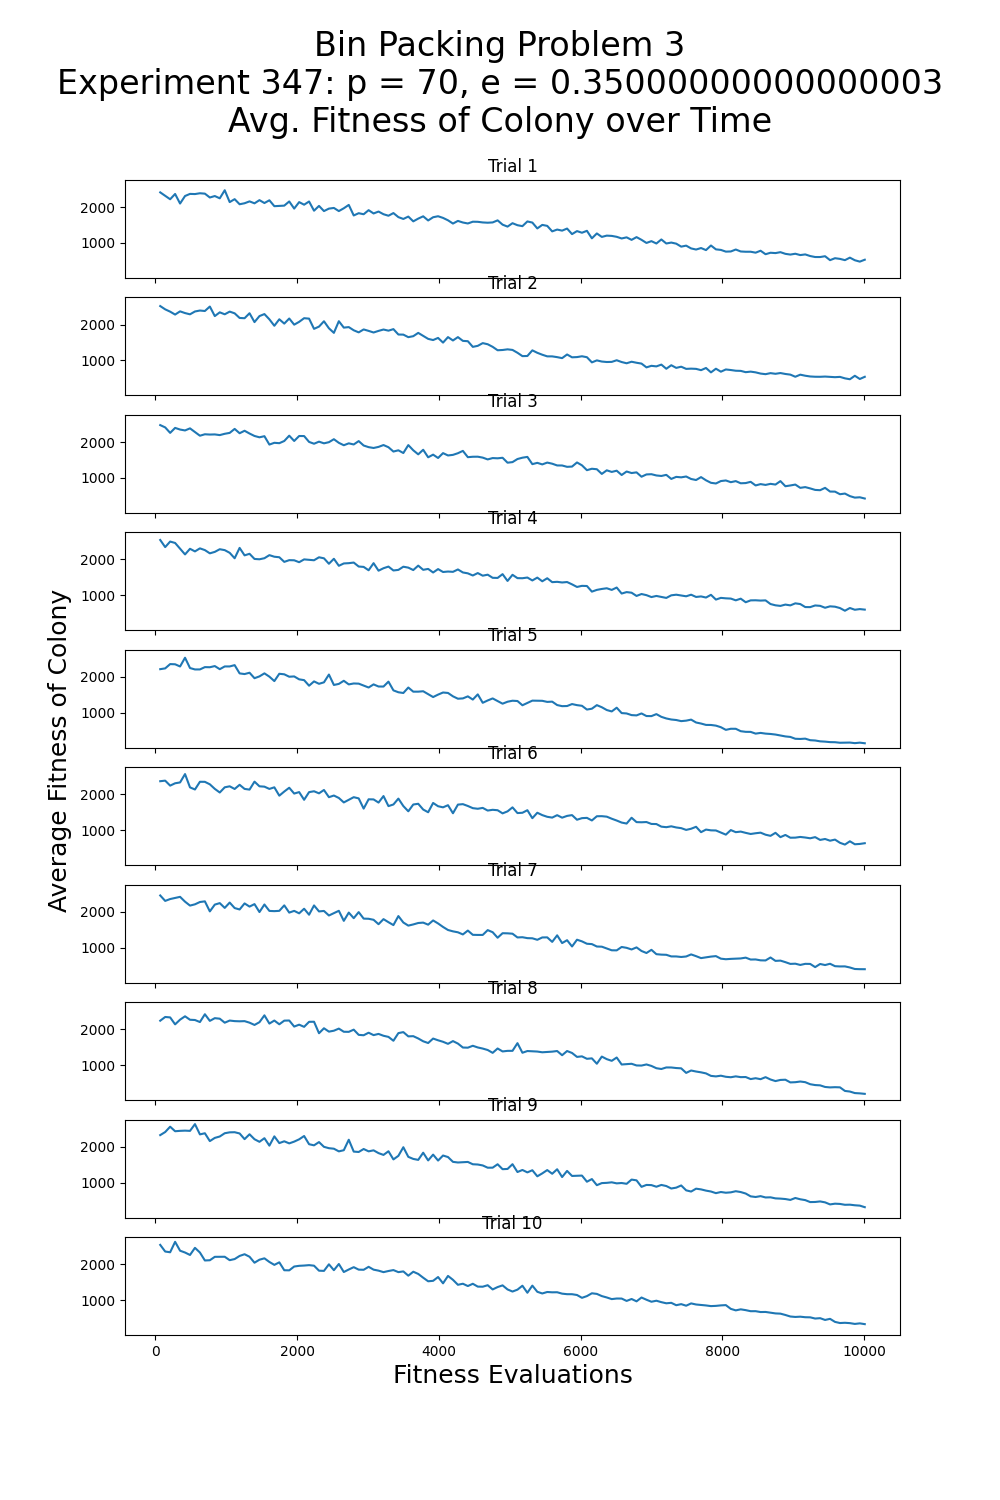 Bin Packing Problem 3
Experiment 347: p = 70, e = 0.35000000000000003
Avg. Fitness of Colony over Time
Trial 1
2000
1000
Trial 2
2000
1000
Trial 3
2000
1000
Trial 4
2000
1000
Trial 5
2000
1000
Trial 6
2000
1000
Trial 7
2000
1000
Trial 8
2000
1000
Trial 9
2000
1000
Trial 10
2000
1000
0 2000 4000 6000 8000 10000
Fitness Evaluations
Average Fitness of Colony